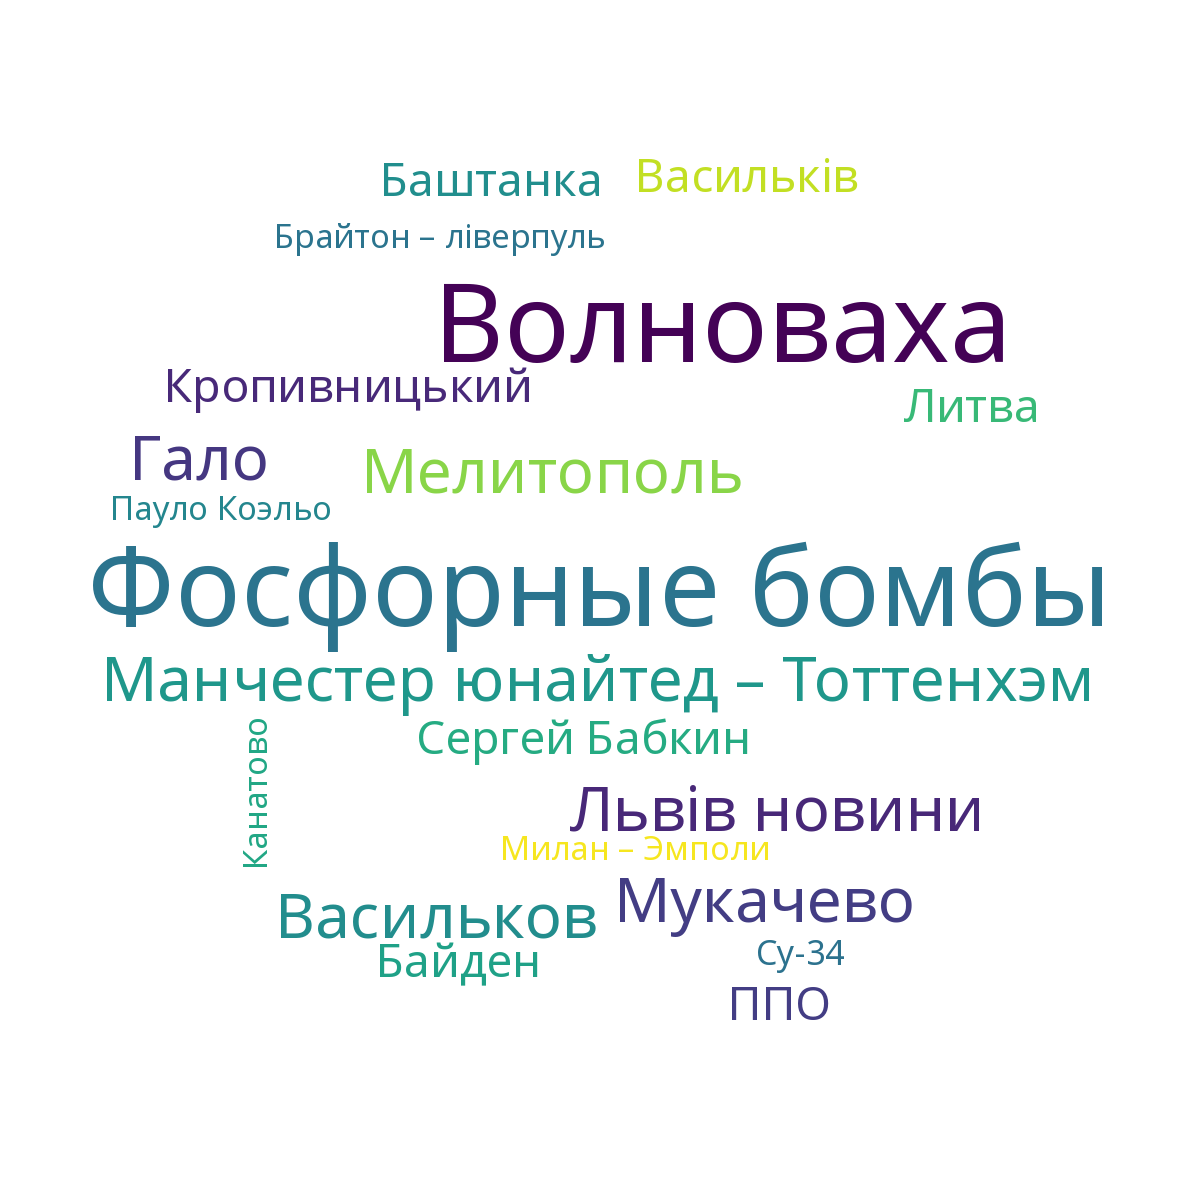 Баштанка
Васильків
Брайтон – ліверпуль
Волноваха
Кропивницький
Литва
Гало
Мелитополь
Пауло Коэльо
Фосфорные бомбы
Манчестер юнайтед – Тоттенхэм
Сергей Бабкин
Канатово
Львів новини
Милан – Эмполи
Васильков
Мукачево
Байден
Су-34
ППО